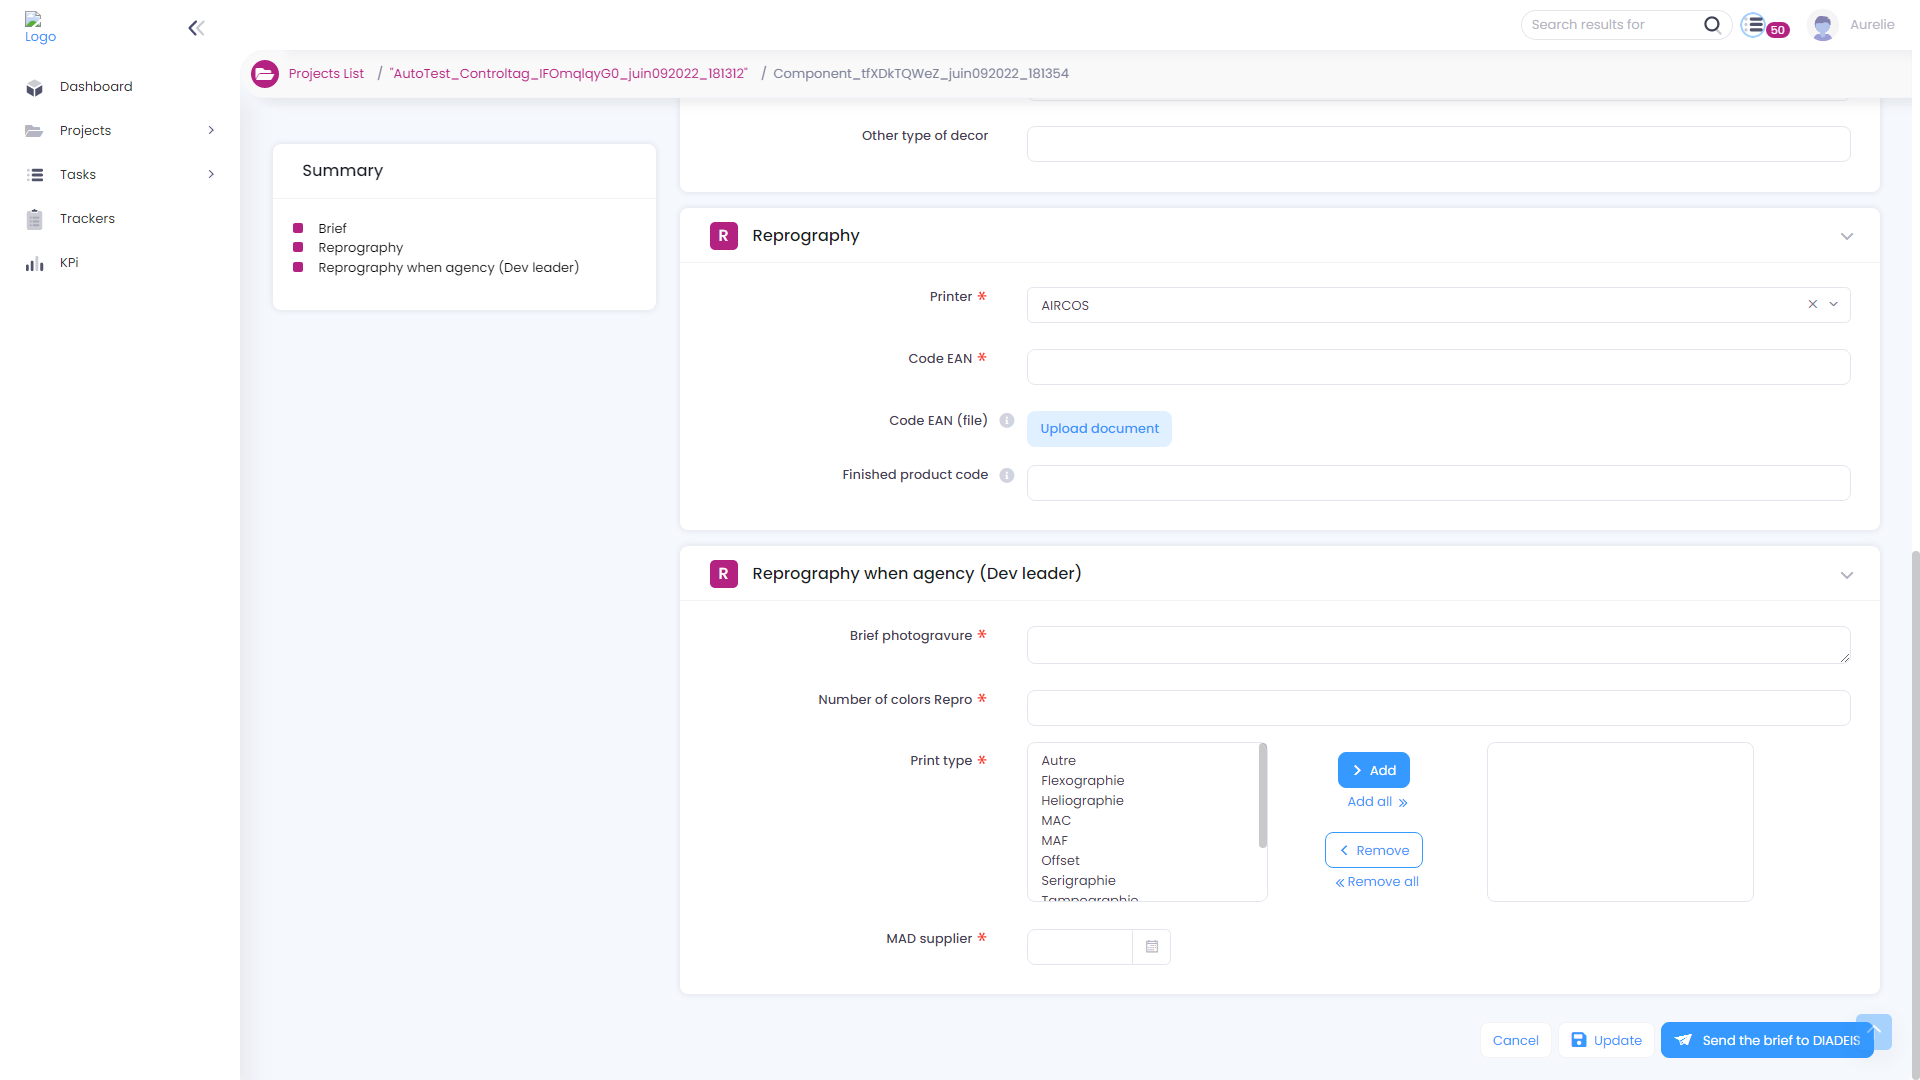 Logo
Search results for
50
Aurelie
Projects List / "AutoTest_Controltag_IFOmqlqyG0_juin092022_181312" / Component_tfXDkTQWeZ_juin092022_181354
Dashboard
Projects
Tasks
Trackers
KPi
Summary
Brief
Reprography
Reprography when agency (Dev leader)
Other type of decor
R Reprography
Printer *
AIRCOS
Code EAN *
Code EAN (file)
Upload document
Finished product code
R Reprography when agency (Dev leader)
Brief photogravure *
Number of colors Repro *
Print type *
Autre
Flexographie
Heliographie
MAC
MAF
Offset
Serigraphie
Tampographie
Add
Add all
Remove
Remove all
MAD supplier *
Cancel
Update
Send the brief to DIADEIS